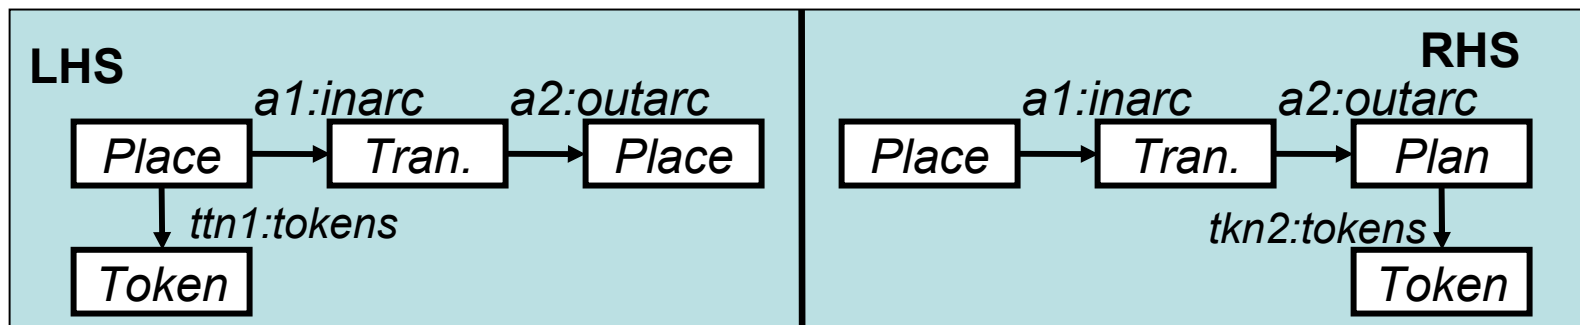 LHS
a1:inarc a2:outarc
Place Tran. Place
ttn1:tokens
Token
RHS
a1:inarc a2:outarc
Place Tran. Plan
tkn2:tokens
Token